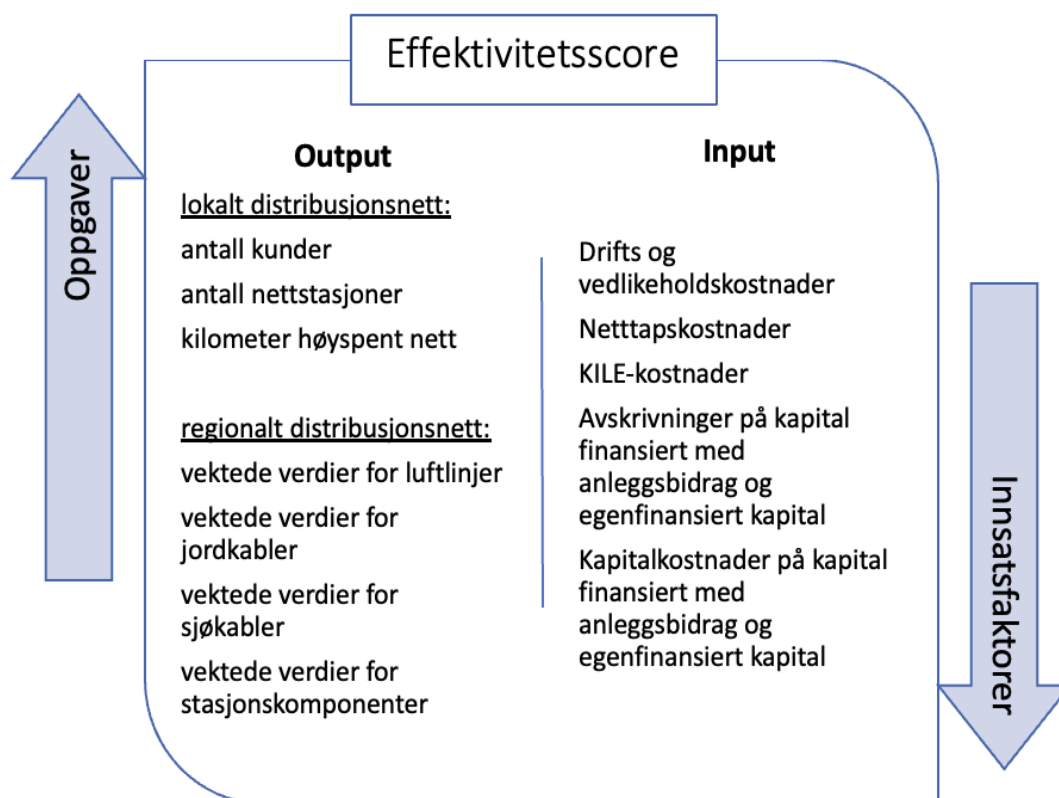 Effektivitetsscore
Oppgaver
Output
lokalt distribusjonsnett:
antall kunder
antall nettstasjoner
kilometer høyspent nett
regionalt distribusjonsnett:
vektede verdier for luftlinjer
vektede verdier for
jordkabler
vektede verdier for
sjøkabler
vektede verdier for
stasjonskomponenter
Input
Drifts og
vedlikeholdskostnader
Netttapskostnader
KILE-kostnader
Avskrivninger på kapital
finansiert med
anleggsbidrag og
egenfinansiert kapital
Kapitalkostnader på kapital
finansiert med
anleggsbidrag og
egenfinansiert kapital
Innsatsfaktorer